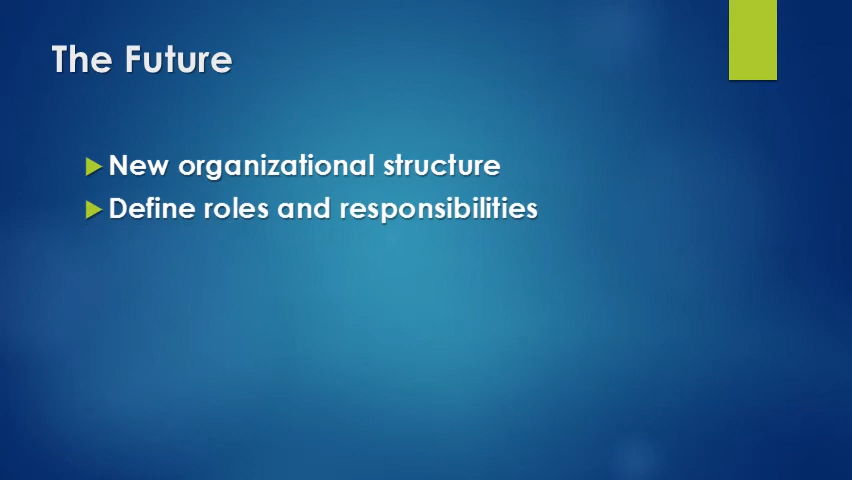 The Future
New organizational structure
Define roles and responsibilities